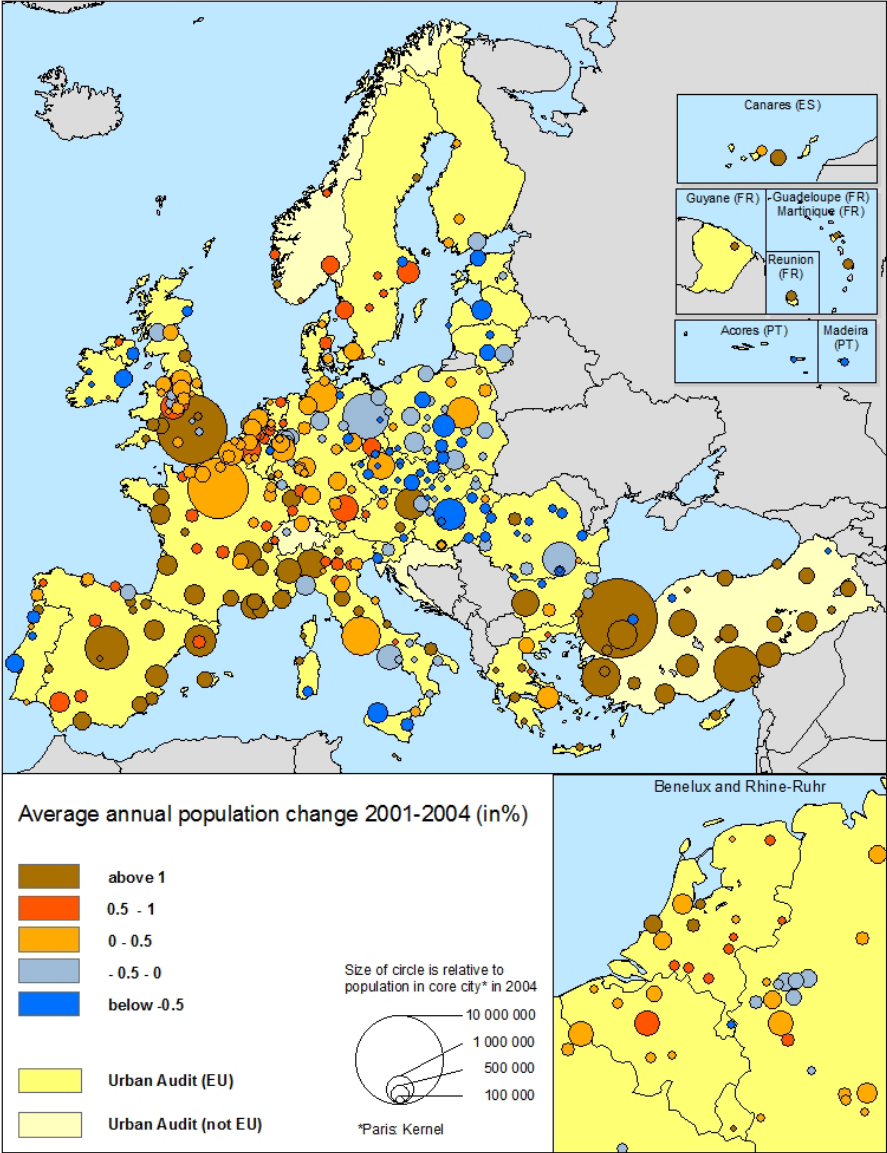 Canares (ES)
Guyane (FR)
Guadeloupe (FR)
Martinique (FR)
Reunion
(FR)
Acores (PT)
Madeira
(PT)
Average annual population change 2001-2004 (in%)
above 1
0.5 - 1
0 - 0.5
- 0.5 - 0
below -0.5
Urban Audit (EU)
Urban Audit (not EU)
Size of circle is relative to
population in core city* in 2004
10 000 000
1 000 000
500 000
100 000
*Paris: Kernel
Benelux and Rhine-Ruhr